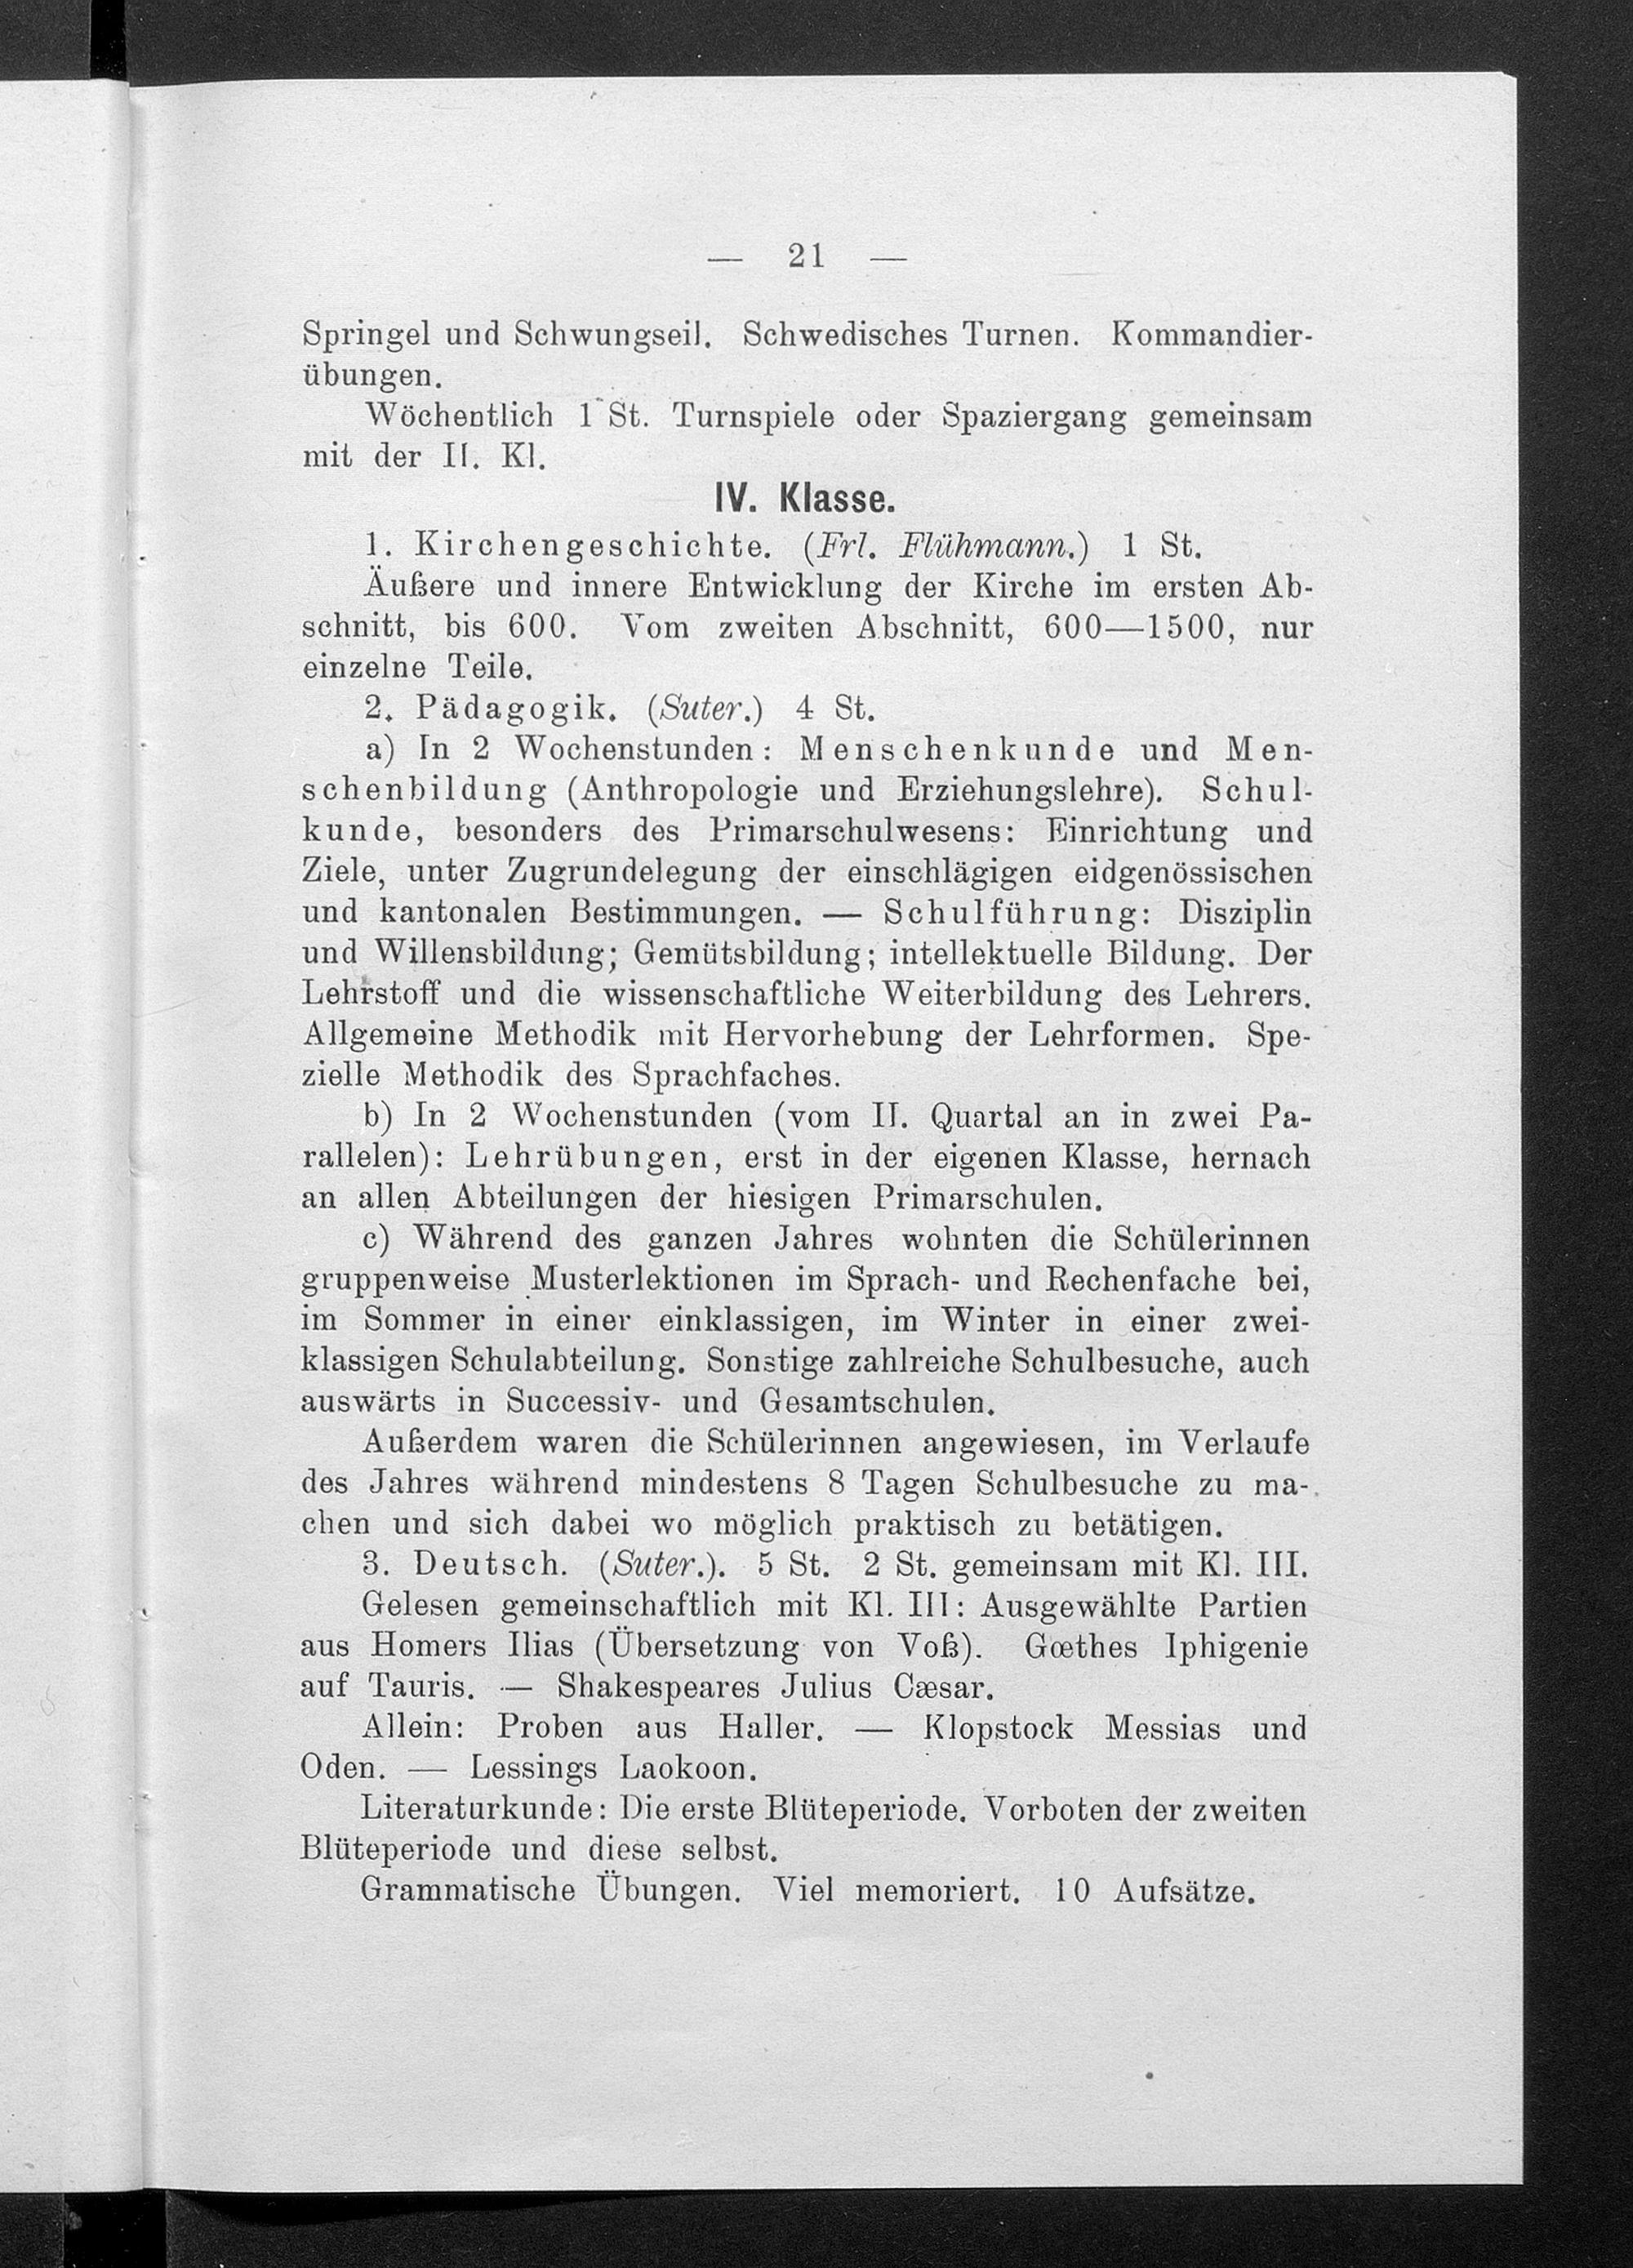 — 21 —
Springel und Schwungseil. Schwedisches Turnen. Kommandier-
übungen.
Wöchentlich 1 St. Turnspiele oder Spaziergang gemeinsam
mit der II. Kl.
IV. Klasse.
1. Kirchengeschichte. (Frl. Flühmann.) 1 St.
Äußere und innere Entwicklung der Kirche im ersten Ab-
schnitt, bis 600. Vom zweiten Abschnitt, 600—1500, nur
einzelne Teile.
2. Pädagogik. (Suter.) 4 St.
a) In 2 Wochenstunden: Menschenkunde und Men-
schenbildung (Anthropologie und Erziehungslehre). Schul-
kunde, besonders des Primarschulwesens: Einrichtung und
Ziele, unter Zugrundelegung der einschlägigen eidgenössischen
und kantonalen Bestimmungen. — Schulführung: Disziplin
und Willensbildung; Gemütsbildung; intellektuelle Bildung. Der
Lehrstoff und die wissenschaftliche Weiterbildung des Lehrers.
Allgemeine Methodik mit Hervorhebung der Lehrformen. Spe-
zielle Methodik des Sprachfaches.
b) In 2 Wochenstunden (vom II. Quartal an in zwei Pa-
rallelen): Lehrübungen, erst in der eigenen Klasse, hernach
an allen Abteilungen der hiesigen Primarschulen.
c) Während des ganzen Jahres wohnten die Schülerinnen
gruppenweise Musterlektionen im Sprach- und Rechenfache bei,
im Sommer in einer einklassigen, im Winter in einer zwei-
klassigen Schulabteilung. Sonstige zahlreiche Schulbesuche, auch
auswärts in Successiv- und Gesamtschulen.
Außerdem waren die Schülerinnen angewiesen, im Verlaufe
des Jahres während mindestens 8 Tagen Schulbesuche zu ma-
chen und sich dabei wo möglich praktisch zu betätigen.
3. Deutsch. (Suter.). 5 St. 2 St. gemeinsam mit Kl. III.
Gelesen gemeinschaftlich mit Kl. III: Ausgewählte Partien
aus Homers Ilias (Übersetzung von Voß). Gœthes Iphigenie
auf Tauris. — Shakespeares Julius Cæsar.
Allein: Proben aus Haller. — Klopstock Messias und
Oden. — Lessings Laokoon.
Literaturkunde: Die erste Blüteperiode. Vorboten der zweiten
Blüteperiode und diese selbst.
Grammatische Übungen. Viel memoriert. 10 Aufsätze.